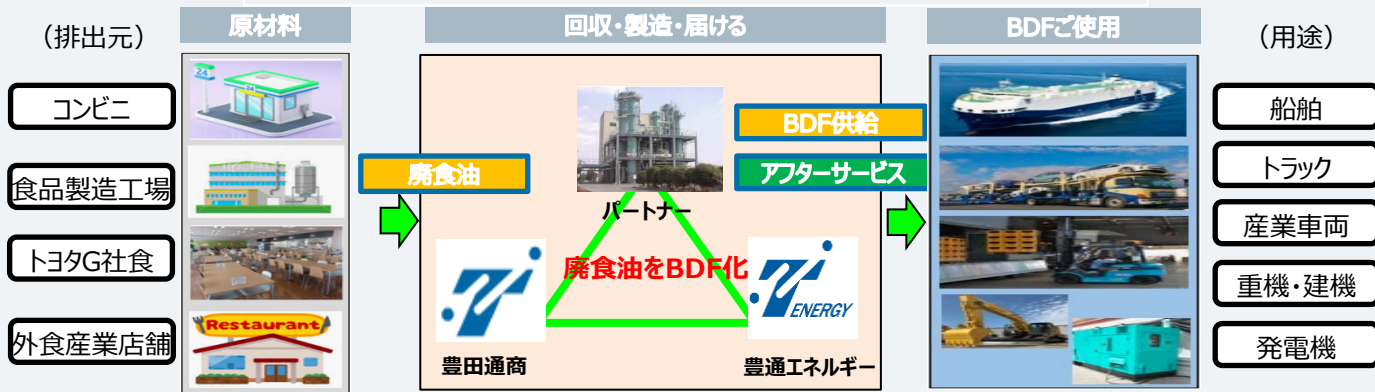 (排出元)
原材料
回収・製造・届ける
BDFご使用
(用途)
コンビニ
食品製造工場
トヨタG社食
外食産業店舗
24
24
Restaurant
廃食油
BDF供給
アフターサービス
パートナー
廃食油をBDF化
ENERGY
豊田通商
豊通エネルギー
船舶
トラック
産業車両
重機・建機
発電機